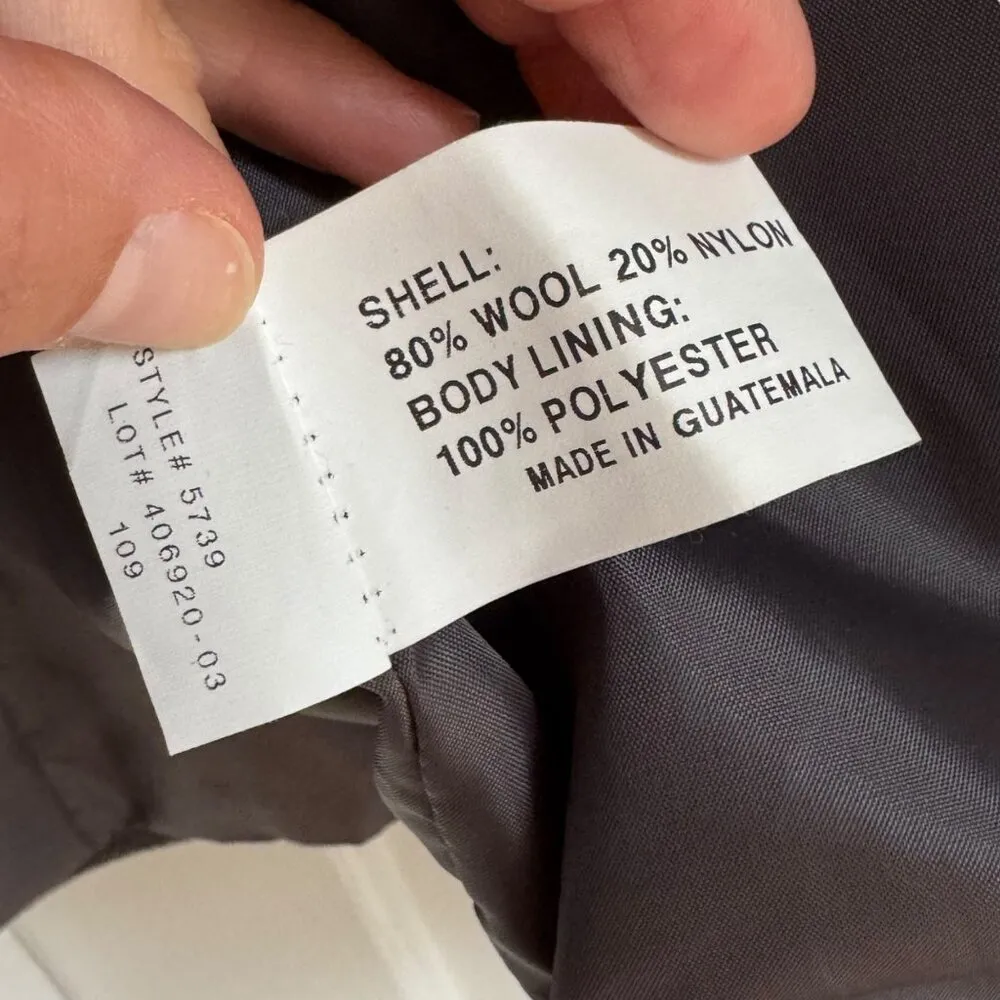 SHELL:
80% WOOL 20% NYLON
BODY LINING:
100% POLYESTER
MADE IN GUATEMALA
STYLE# 5739
LOT# 406920-03
109